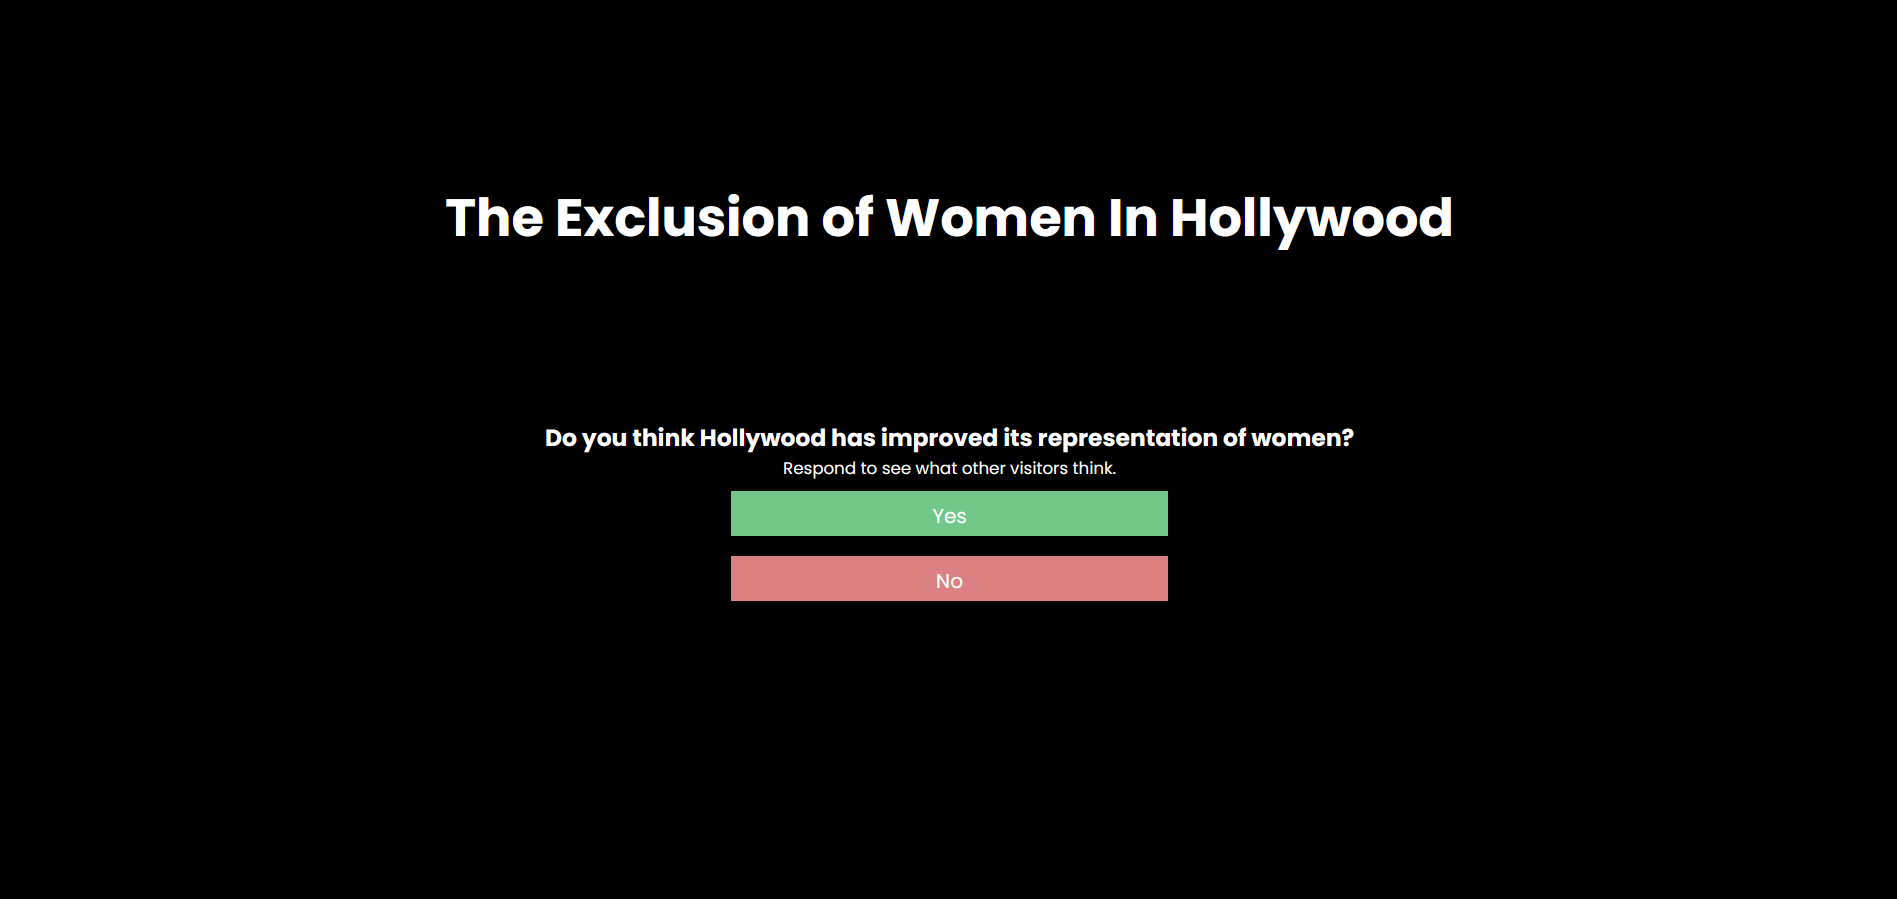 The Exclusion of Women In Hollywood
Do you think Hollywood has improved its representation of women?
Respond to see what other visitors think.
Yes
No